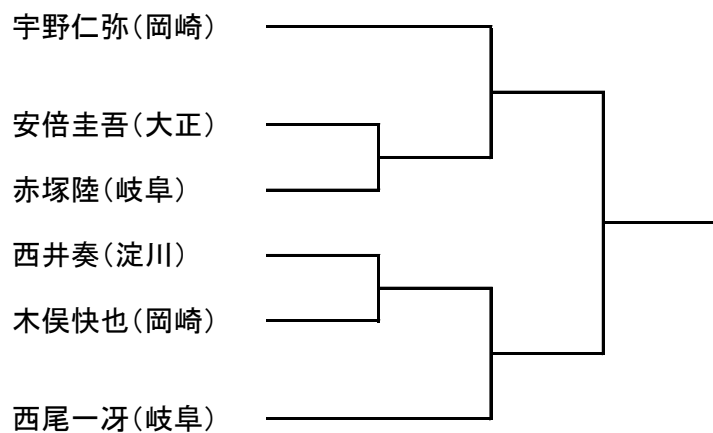 宇野仁弥（岡崎）
安倍圭吾（大正）
赤塚陸（岐阜）
西井奏（淀川）
木俣快也（岡崎）
西尾一冴（岐阜）